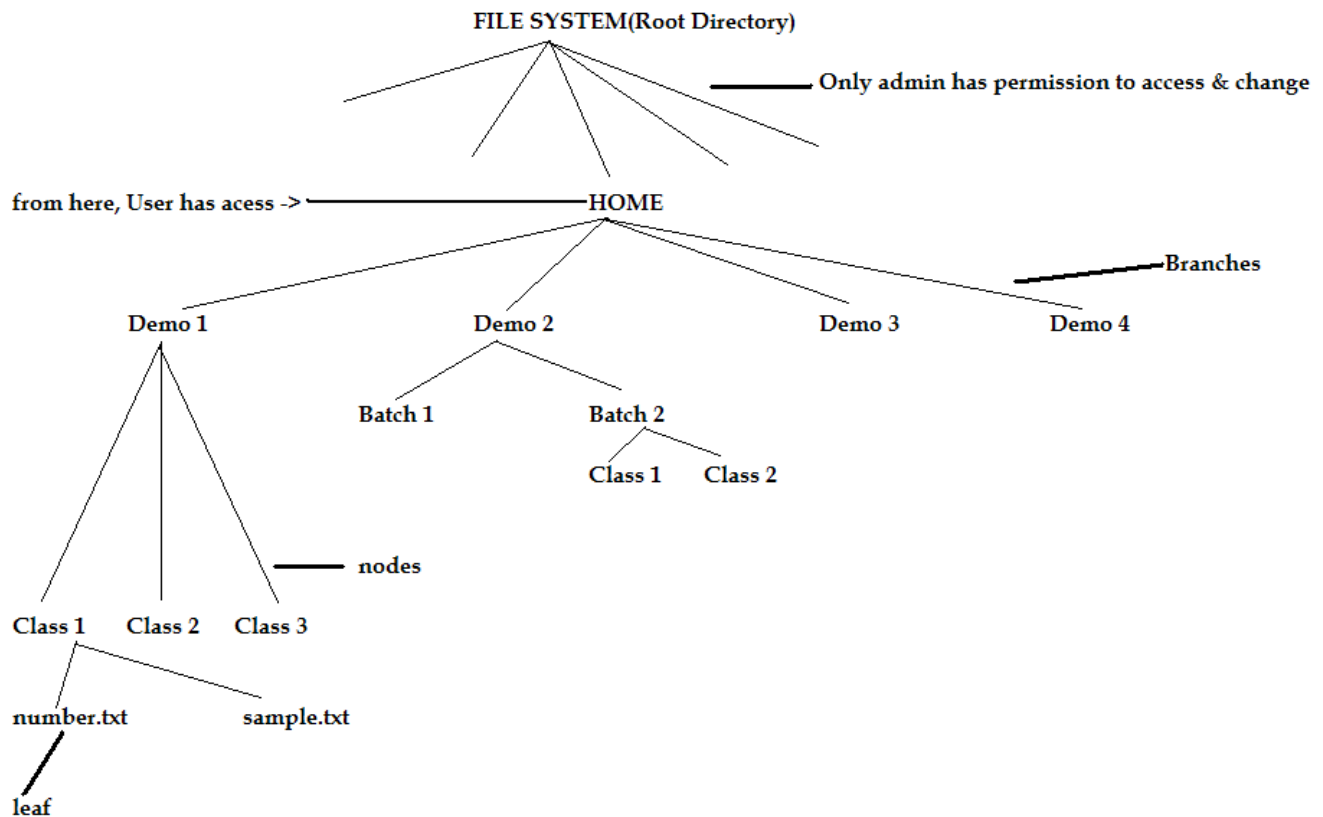 FILE SYSTEM(Root Directory)
Only admin has permission to access & change
from here, User has acess ->
HOME
Branches
Demo 1
Demo 2
Demo 3
Demo 4
Batch 1
Batch 2
Class 1
Class 2
nodes
Class 1
Class 2
Class 3
number.txt
sample.txt
leaf